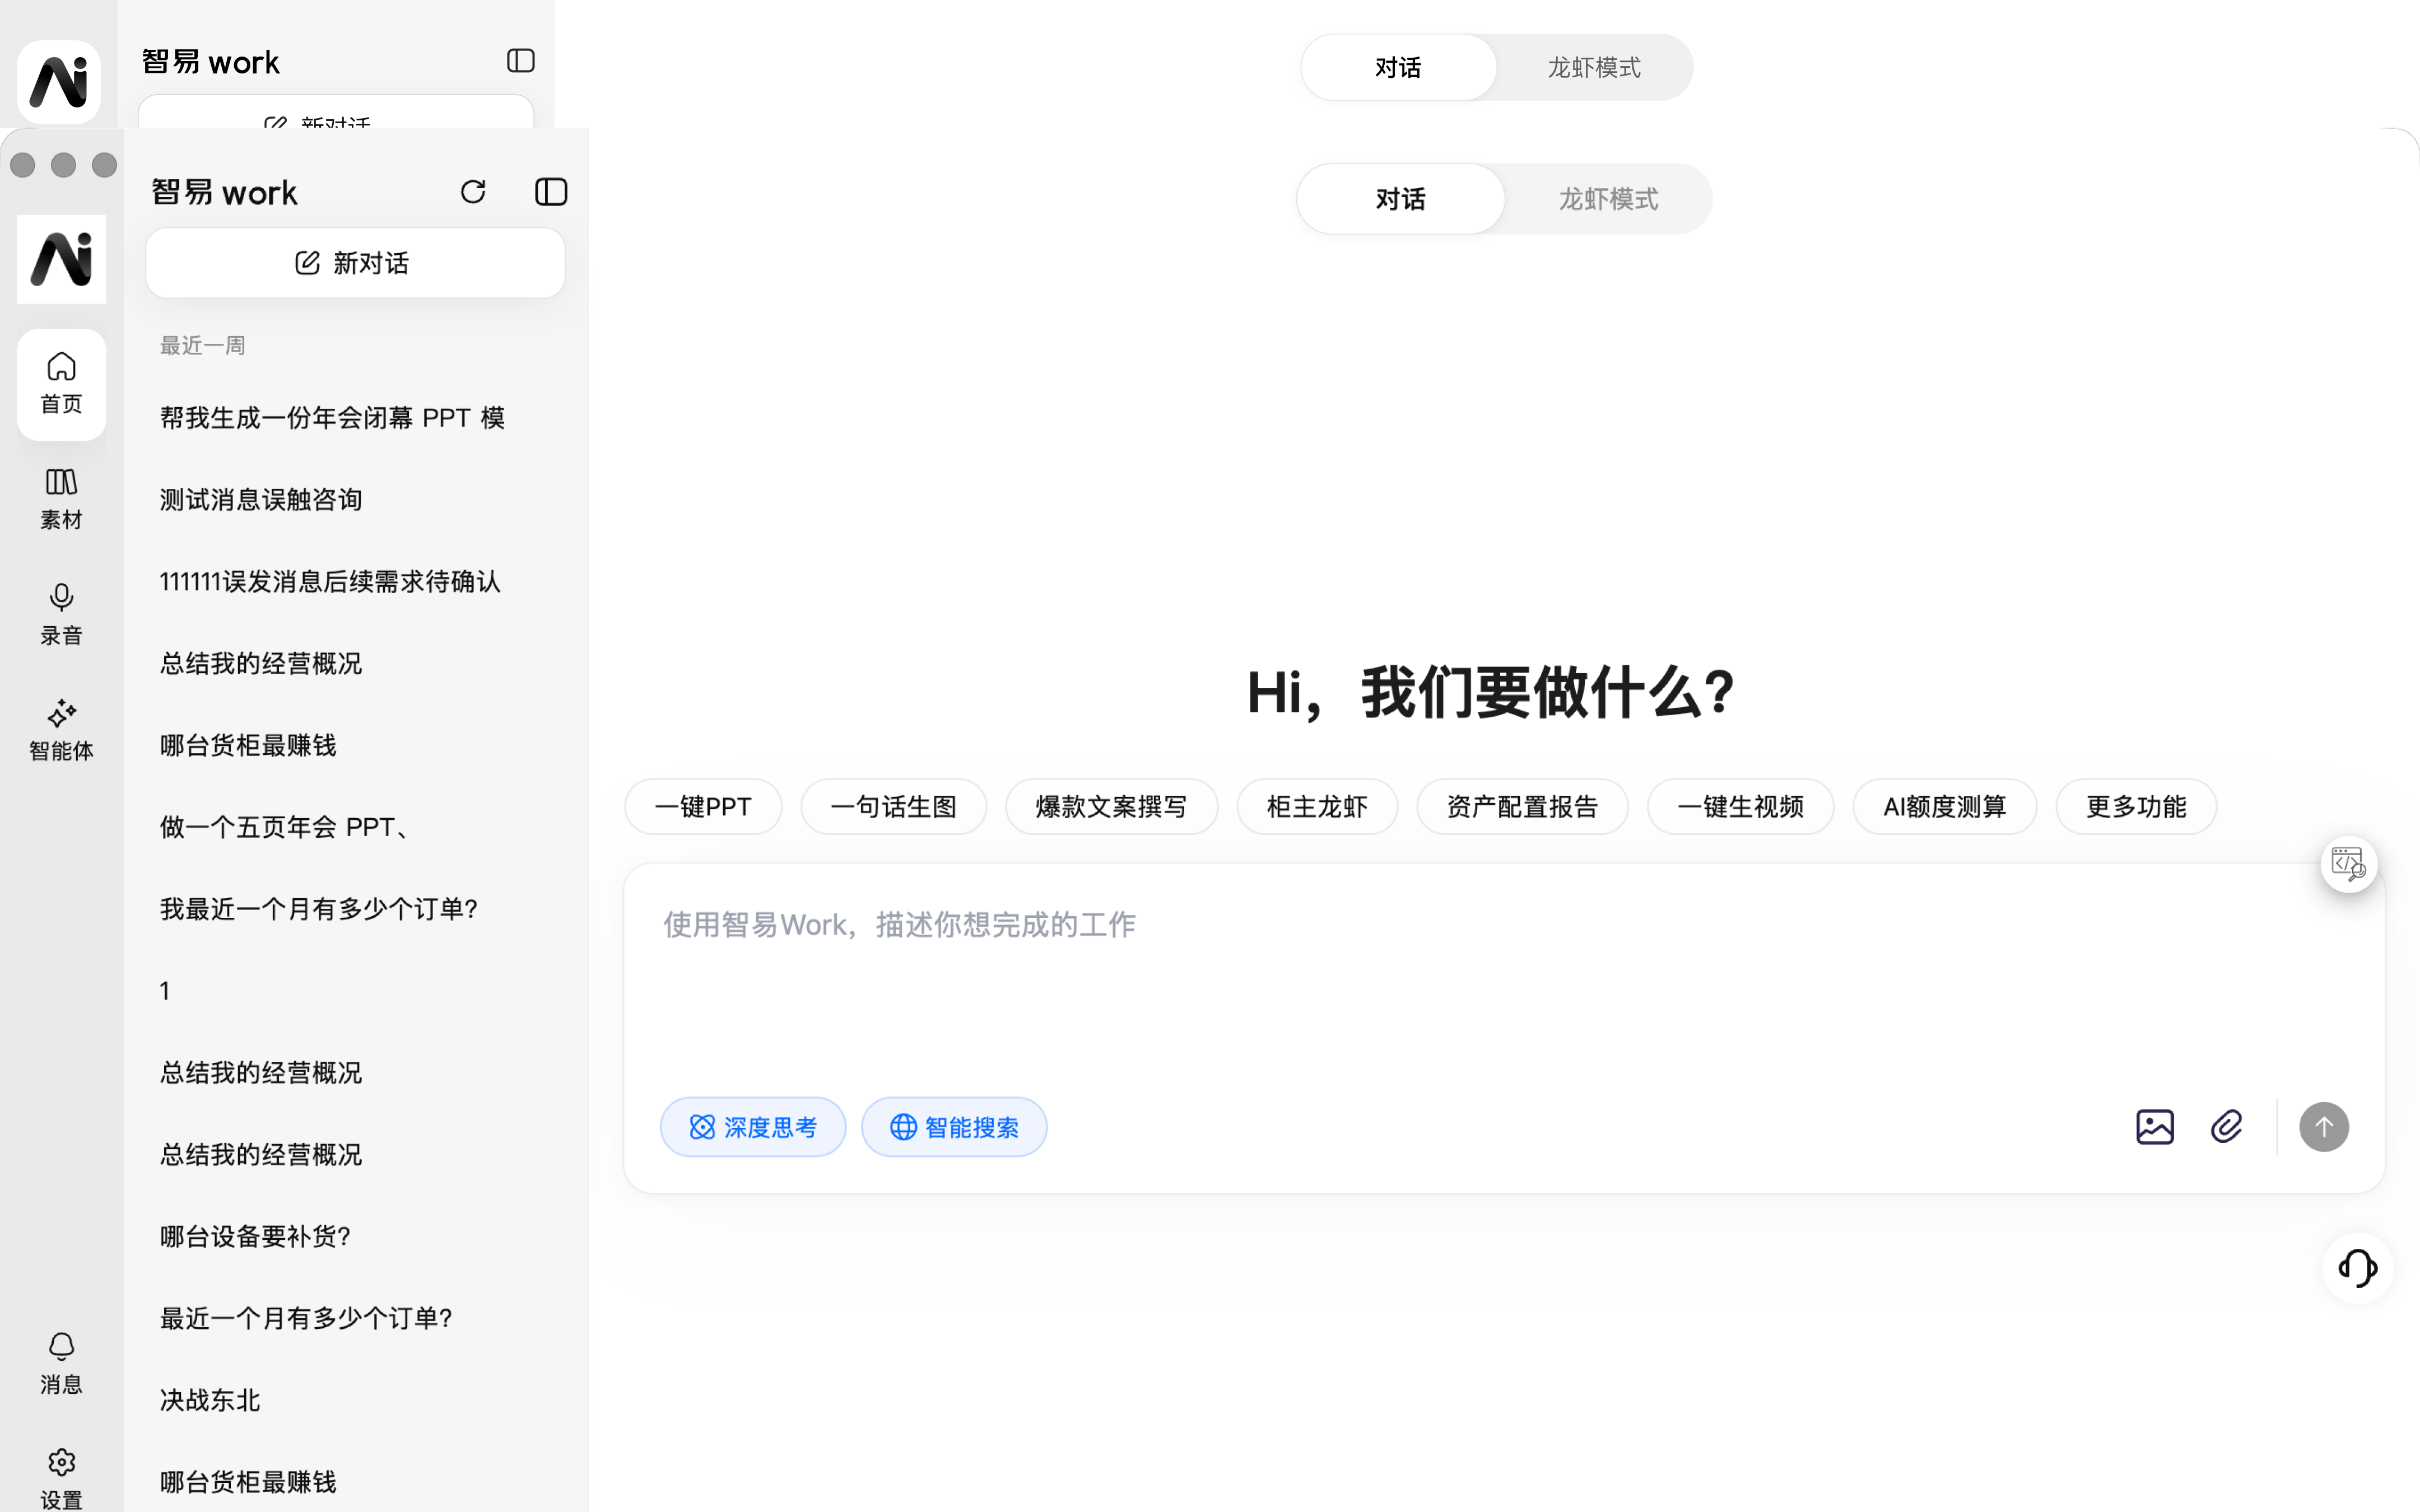 智易 work
对话
龙虾模式
新对话
智易 work
对话
龙虾模式
新对话
最近一周
首页
帮我生成一份年会闭幕 PPT 模
素材
测试消息误触咨询
录音
111111误发消息后续需求待确认
总结我的经营概况
智能体
哪台货柜最赚钱
做一个五页年会 PPT、
我最近一个月有多少个订单?
1
总结我的经营概况
总结我的经营概况
哪台设备要补货?
最近一个月有多少个订单?
消息
决战东北
设置
哪台货柜最赚钱
Hi，我们要做什么?
一键PPT
一句话生图
爆款文案撰写
柜主龙虾
资产配置报告
一键生视频
AI额度测算
更多功能
使用智易Work，描述你想完成的工作
深度思考
智能搜索